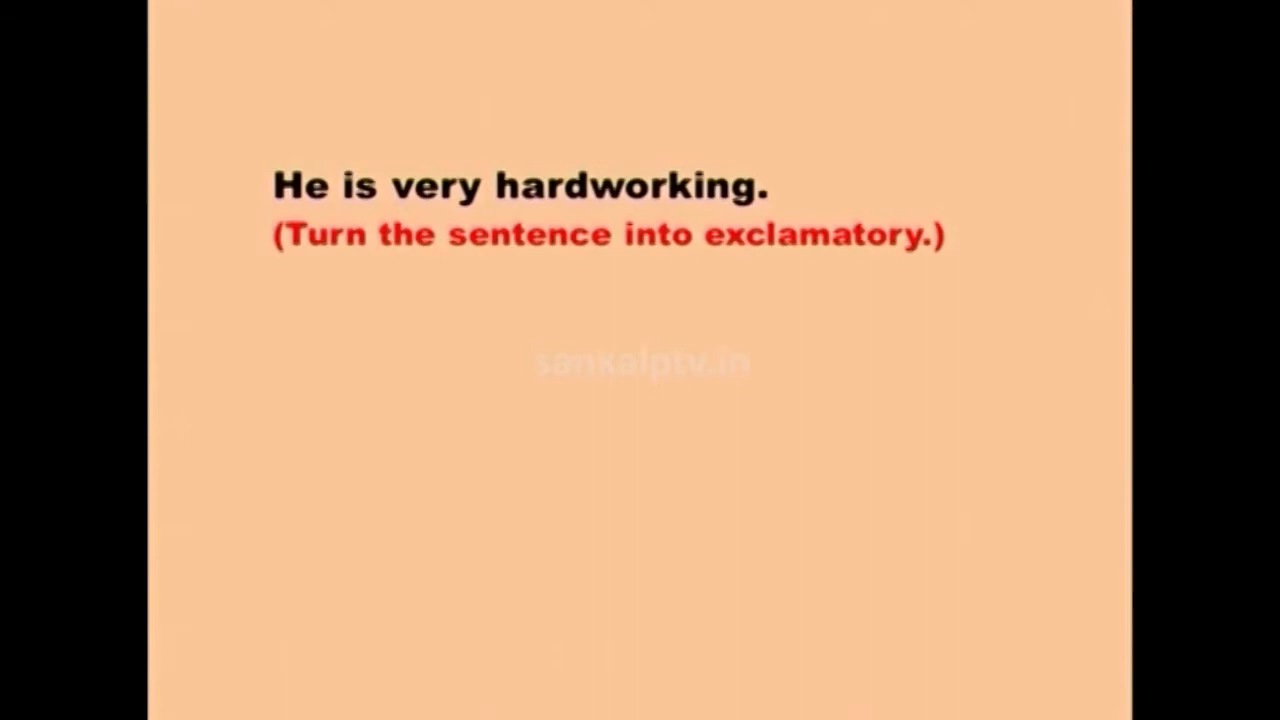 He is very hardworking.
(Turn the sentence into exclamatory.)
sankalptv.in